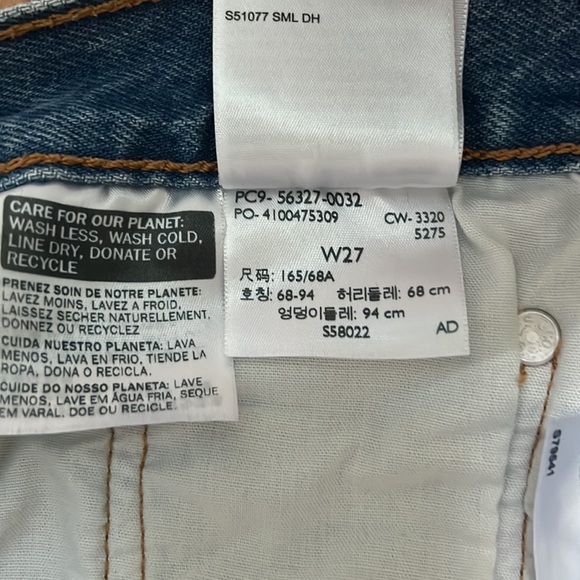 S51077 SML DH
PC9- 56327-0032
PO- 4100475309 CW- 3320
5275
W27
尺码: 165/68A
호칭: 68-94 허리둘레: 68 cm
엉덩이둘레: 94 cm
S58022 AD
CARE FOR OUR PLANET:
WASH LESS, WASH COLD,
LINE DRY, DONATE OR
RECYCLE
PRENEZ SOIN DE NOTRE PLANETE:
LAVEZ MOINS, LAVEZ A FROID,
LAISSEZ SECHER NATURELLEMENT,
DONNEZ OU RECYCLEZ
CUIDA NUESTRO PLANETA: LAVA
MENOS, LAVA EN FRIO, TIENDE LA
ROPA, DONA O RECICLA.
CUIDE DO NOSSO PLANETA: LAVE
MENOS, LAVE EM ÁGUA FRIA, SEQUE
EM VARAL. DOE OU RECICLE.
S79541